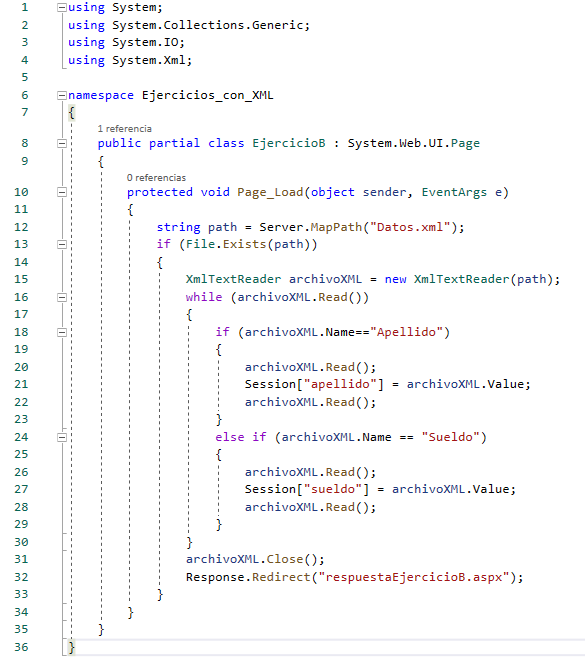 1 using System;
2 using System.Collections.Generic;
3 using System.IO;
4 using System.Xml;
5
6 namespace Ejercicios_con_XML
7 {
1 referencia
8 public partial class EjercicioB : System.Web.UI.Page
9 {
0 referencias
10 protected void Page_Load(object sender, EventArgs e)
11 {
12 string path = Server.MapPath("Datos.xml");
13 if (File.Exists(path))
14 {
15 XmlTextReader archivoXML = new XmlTextReader(path);
16 while (archivoXML.Read())
17 {
18 if (archivoXML.Name=="Apellido")
19 {
20 archivoXML.Read();
21 Session["apellido"] = archivoXML.Value;
22 archivoXML.Read();
23 }
24 else if (archivoXML.Name == "Sueldo")
25 {
26 archivoXML.Read();
27 Session["sueldo"] = archivoXML.Value;
28 archivoXML.Read();
29 }
30 }
31 archivoXML.Close();
32 Response.Redirect("respuestaEjercicioB.aspx");
33 }
34 }
35 }
36 }